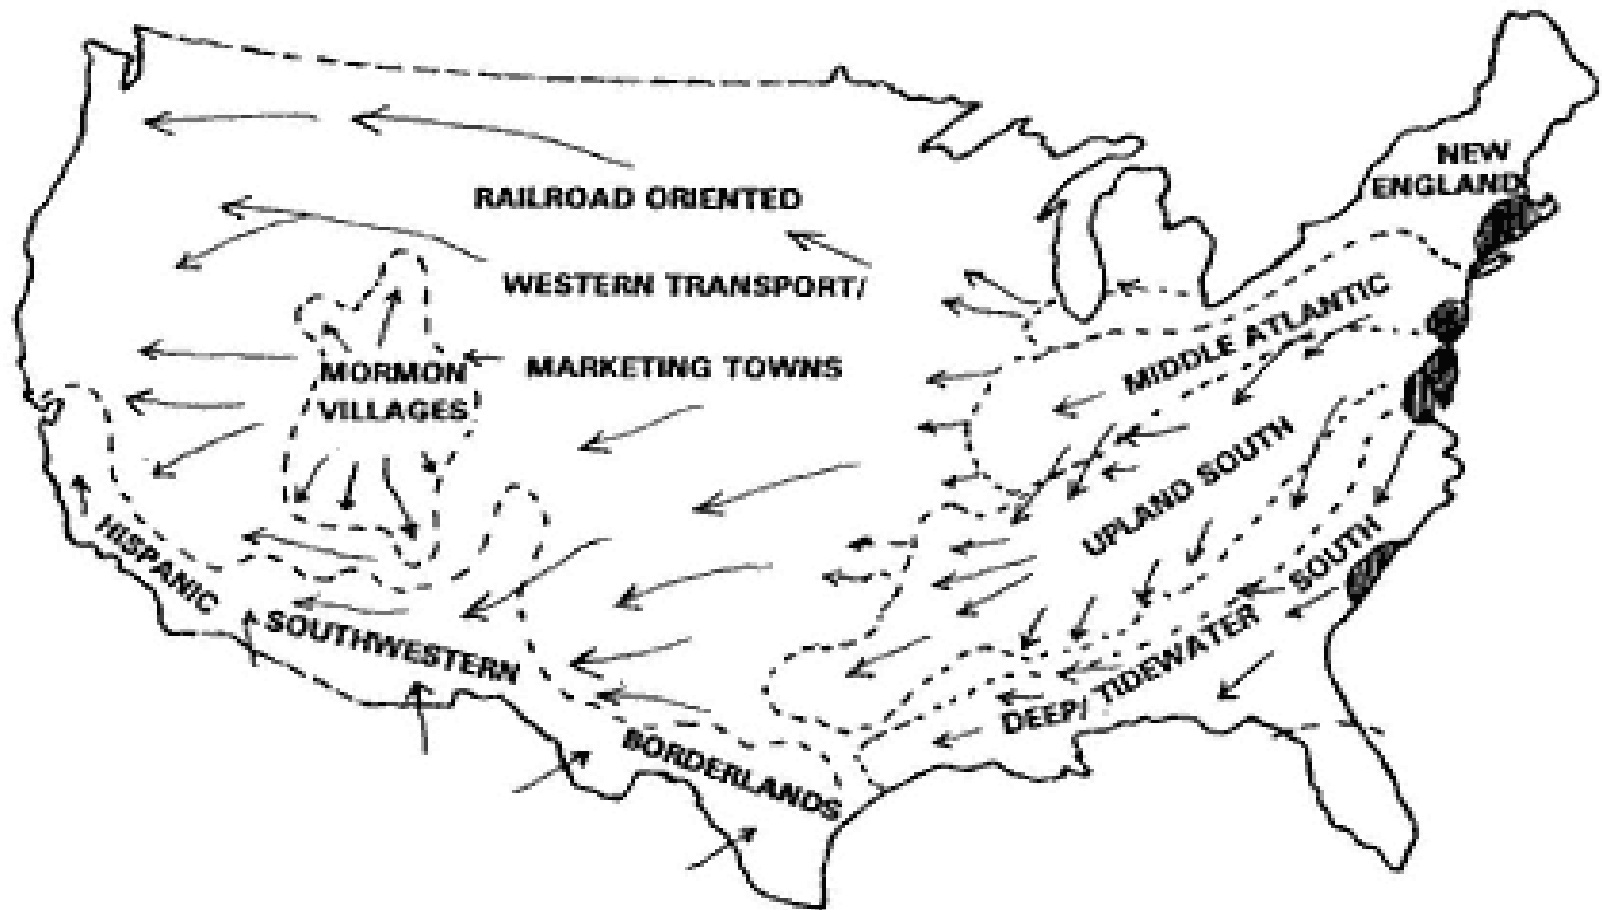 NEW
ENGLAND
RAILROAD ORIENTED
WESTERN TRANSPORT/
MARKETING TOWNS
MIDDLE ATLANTIC
MORMON
VILLAGES
UPLAND SOUTH
HISPANIC
SOUTHWESTERN
BORDERLANDS
DEEP/ TIDEWATER SOUTH